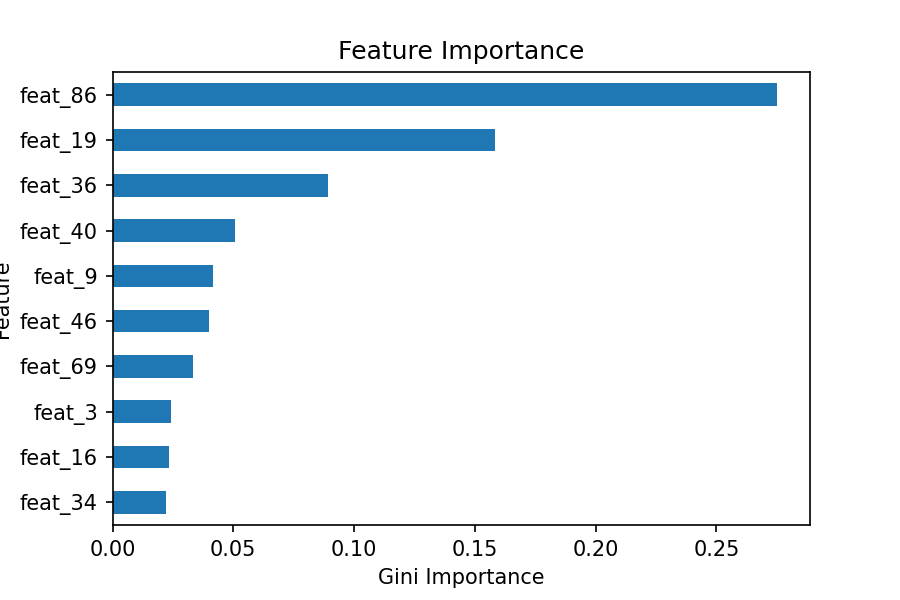 Feature Importance
feat_86
feat_19
feat_36
feat_40
feat_9
feat_46
feat_69
feat_3
feat_16
feat_34
Feature
0.00 0.05 0.10 0.15 0.20 0.25
Gini Importance